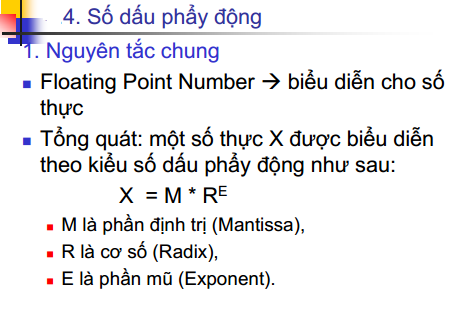 4. Số dấu phẩy động
1. Nguyên tắc chung
Floating Point Number → biểu diễn cho số
thực
Tổng quát: một số thực X được biểu diễn
theo kiểu số dấu phẩy động như sau:
X = M * Rᴱ
M là phần định trị (Mantissa),
R là cơ số (Radix),
E là phần mũ (Exponent).